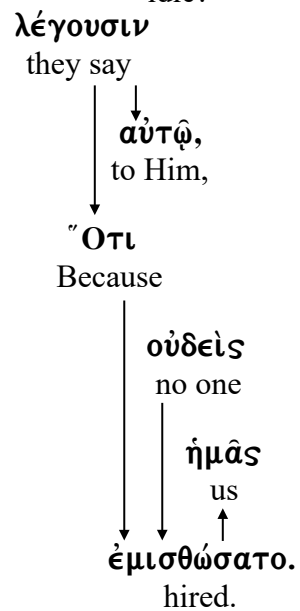 λέγουσιν
they say
αὐτῷ,
to Him,
Ὅτι
Because
οὐδεὶς
no one
ἡμᾶς
us
ἐμισθώσατο.
hired.